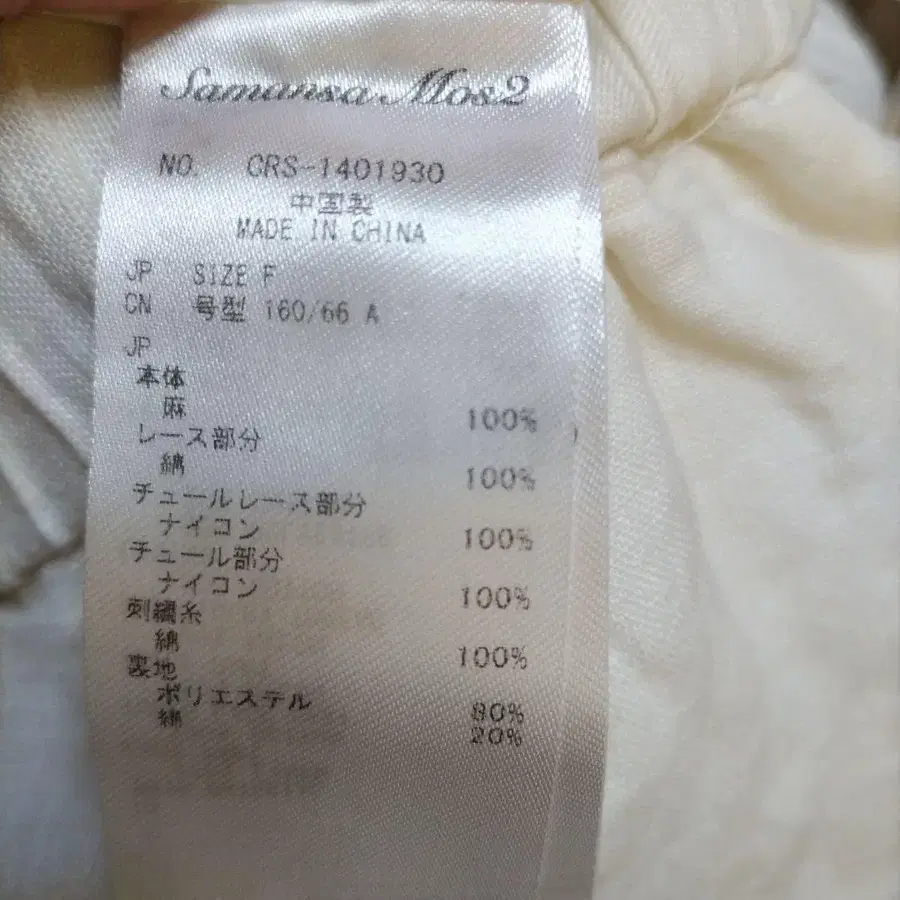 Samansa Mos2
NO. CRS-1401930
中国製
MADE IN CHINA
JP SIZE F
CN 号型 160/66 A
JP
本体
麻 100%
レース部分
綿 100%
チュールレース部分
ナイロン 100%
チュール部分
ナイロン 100%
刺繍糸
綿 100%
裏地
ポリエステル 80%
綿 20%